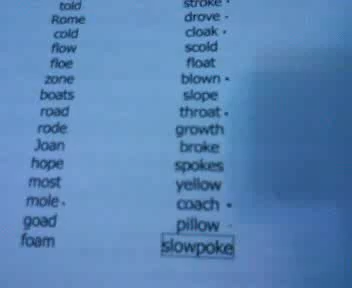 told
Rome
cold
flow
floe
zone
boats
road
rode
Joan
hope
most
mole
goad
foam
stroke
drove
cloak
scold
float
blown
slope
throat
growth
broke
spokes
yellow
coach
pillow
slowpoke